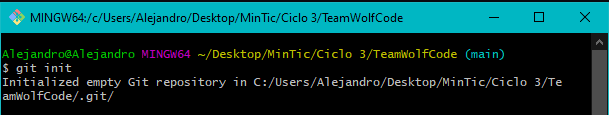 MINGW64:/c/Users/Alejandro/Desktop/MinTic/Ciclo 3/TeamWolfCode
Alejandro@Alejandro MINGW64 ~/Desktop/MinTic/Ciclo 3/TeamWolfCode (main)
$ git init
Initialized empty Git repository in C:/Users/Alejandro/Desktop/MinTic/Ciclo 3/Te
amWolfCode/.git/